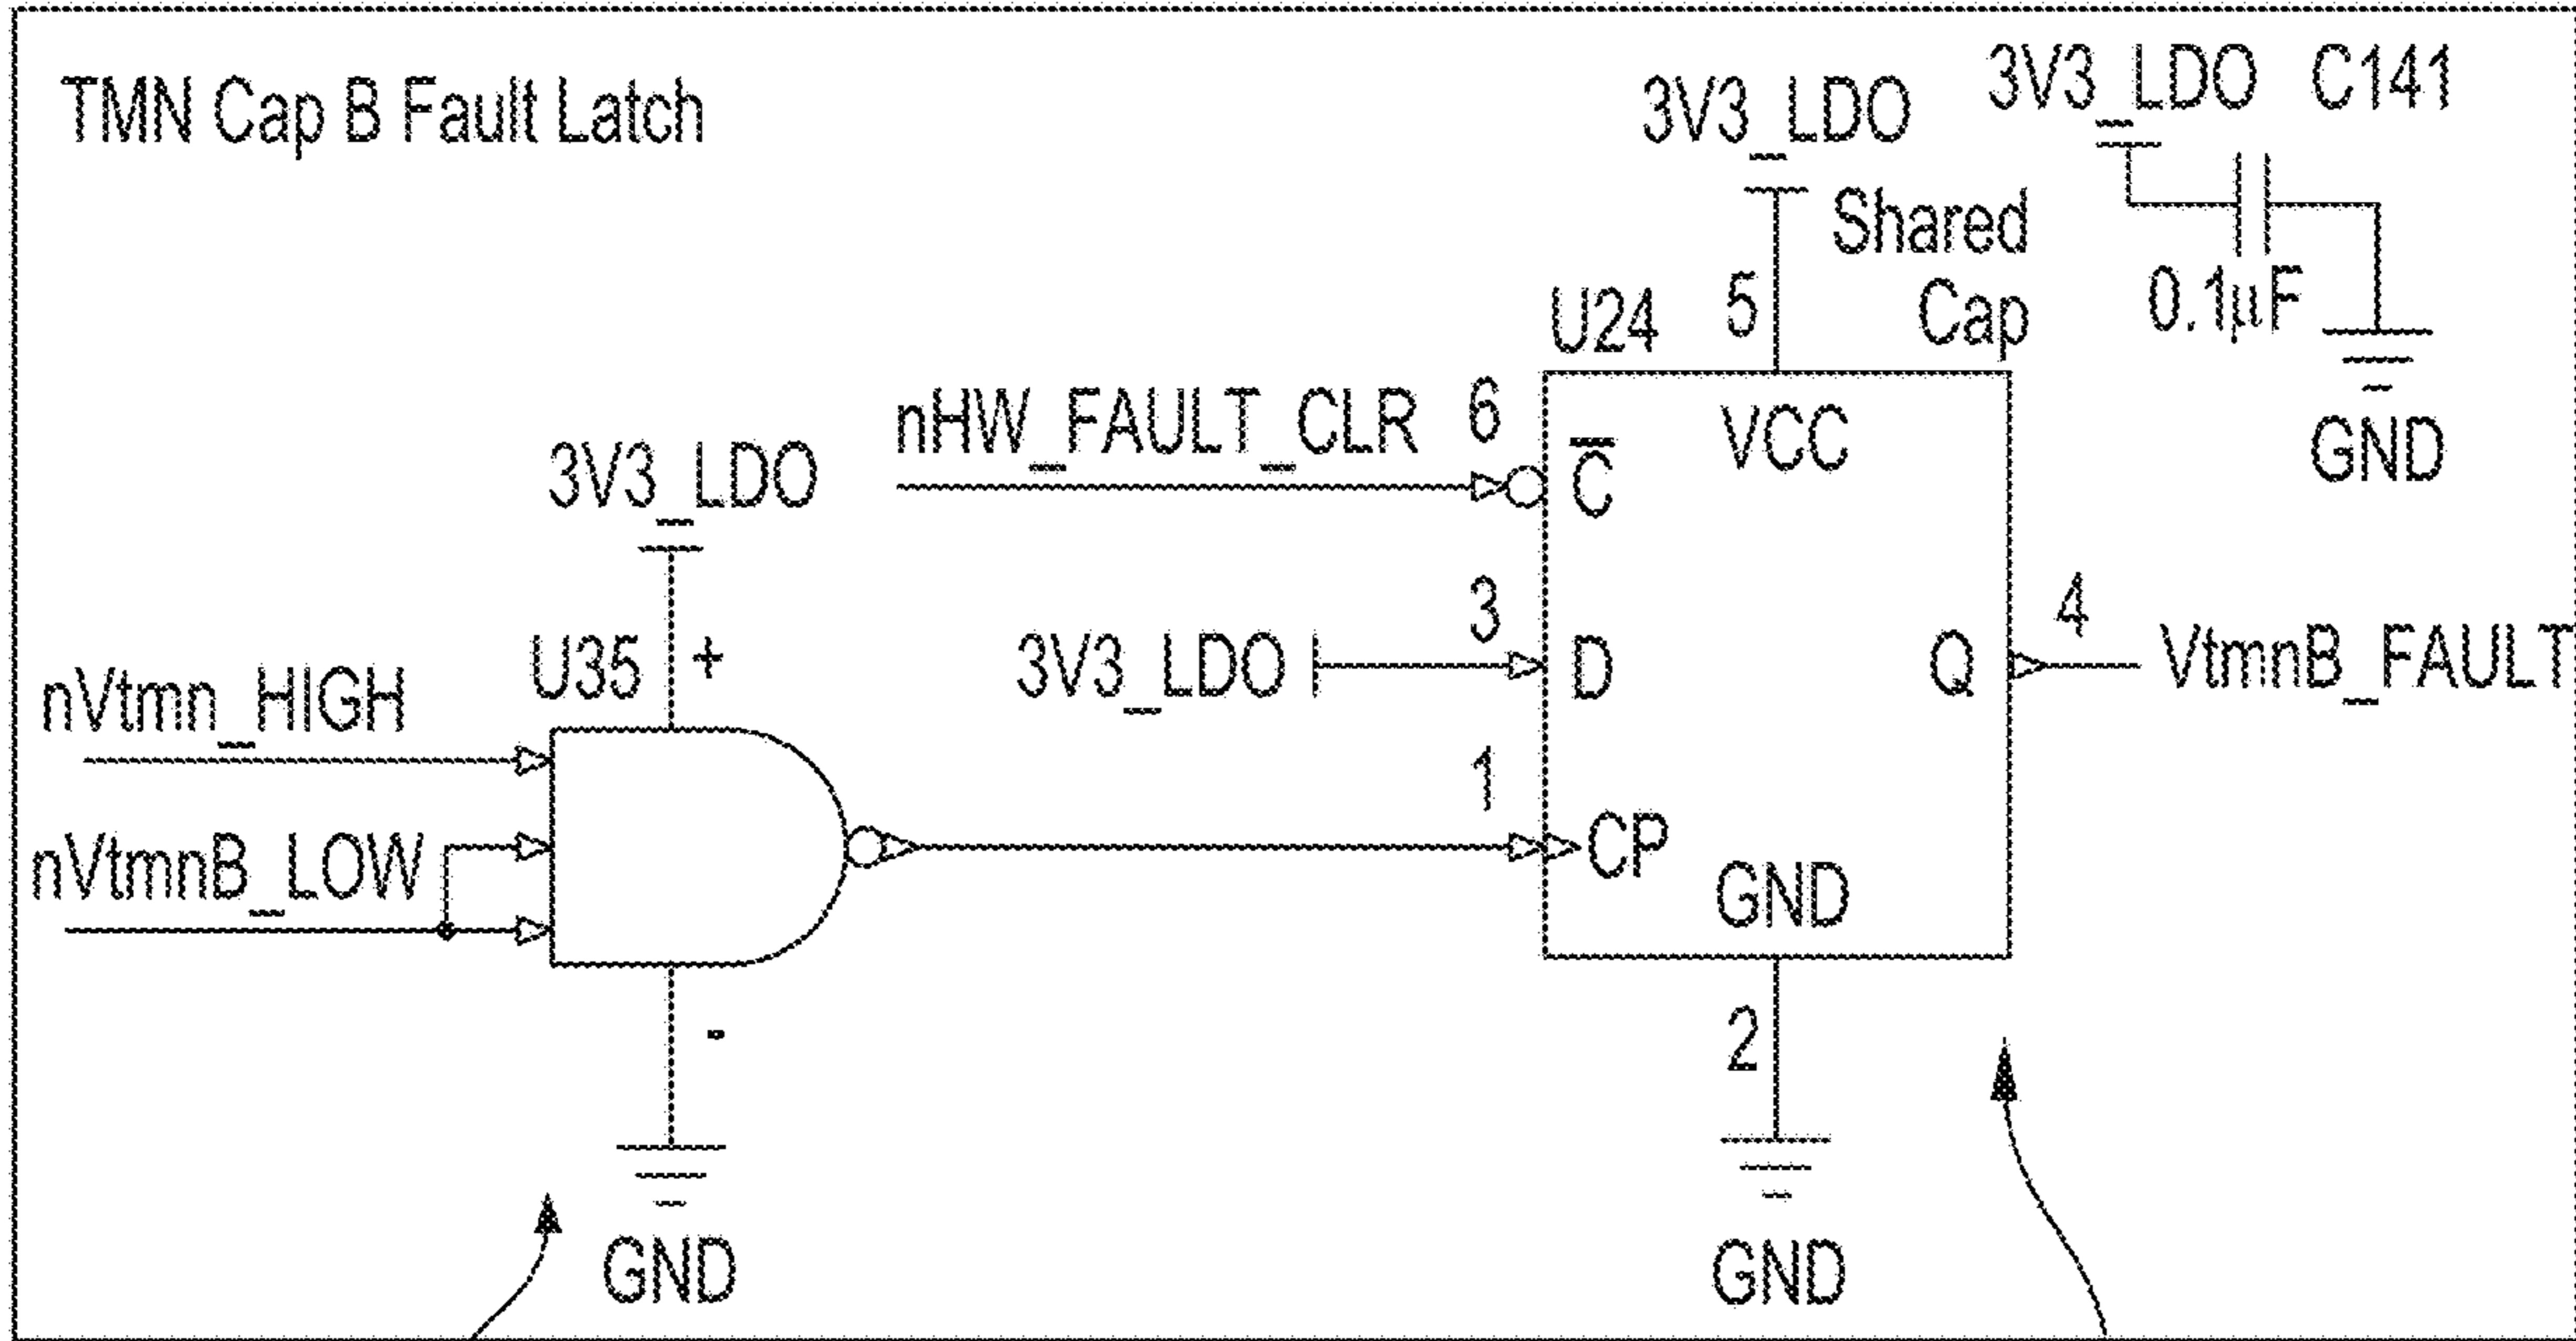 TMN Cap B Fault Latch
3V3_LDO
3V3_LDO C141
Shared
Cap
0.1µF
GND
U24
5
nHW_FAULT_CLR
6
C̅
VCC
3V3_LDO
U35
+
nVtmn_HIGH
nVtmnB_LOW
-
GND
3V3_LDO
3
D
Q
4
VtmnB_FAULT
1
CP
GND
2
GND